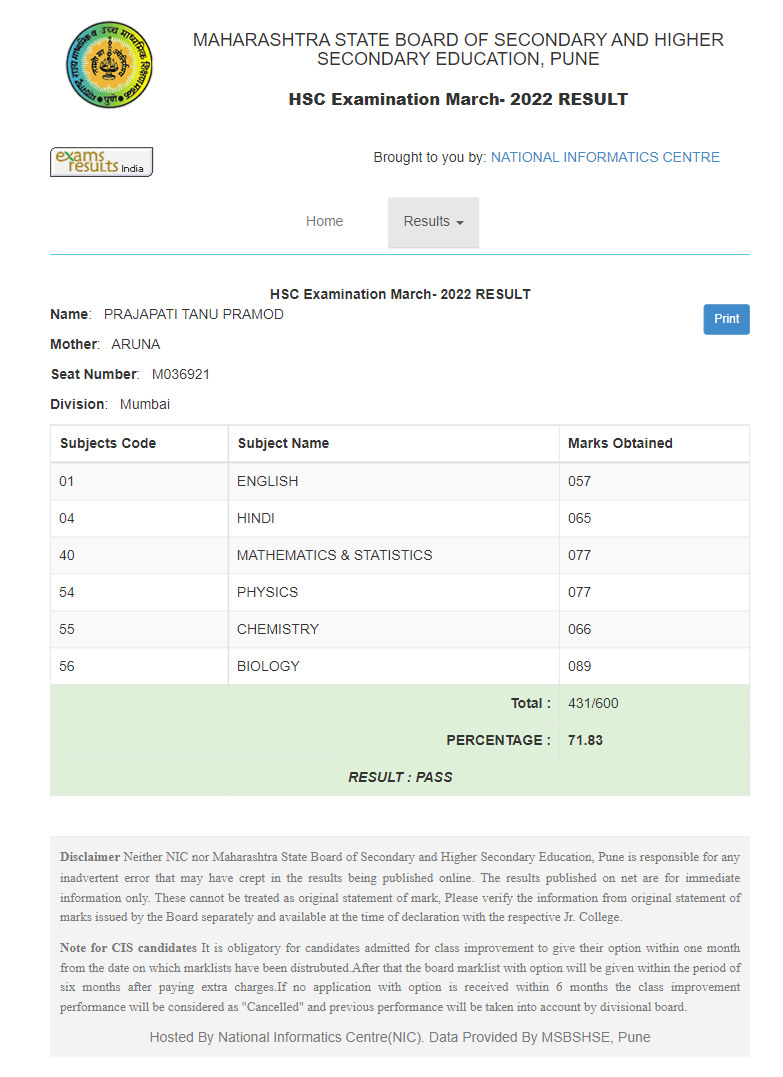 MAHARASHTRA STATE BOARD OF SECONDARY AND HIGHER
SECONDARY EDUCATION, PUNE
HSC Examination March- 2022 RESULT
exams
results India
Brought to you by: NATIONAL INFORMATICS CENTRE
Home
Results
HSC Examination March- 2022 RESULT
Name: PRAJAPATI TANU PRAMOD
Print
Mother: ARUNA
Seat Number: M036921
Division: Mumbai
Subjects Code Subject Name Marks Obtained
01 ENGLISH 057
04 HINDI 065
40 MATHEMATICS & STATISTICS 077
54 PHYSICS 077
55 CHEMISTRY 066
56 BIOLOGY 089
Total : 431/600
PERCENTAGE : 71.83
RESULT : PASS
Disclaimer Neither NIC nor Maharashtra State Board of Secondary and Higher Secondary Education, Pune is responsible for any
inadvertent error that may have crept in the results being published online. The results published on net are for immediate
information only. These cannot be treated as original statement of mark, Please verify the information from original statement of
marks issued by the Board separately and available at the time of declaration with the respective Jr. College.
Note for CIS candidates It is obligatory for candidates admitted for class improvement to give their option within one month
from the date on which marklists have been distrubuted.After that the board marklist with option will be given within the period of
six months after paying extra charges.If no application with option is received within 6 months the class improvement
performance will be considered as "Cancelled" and previous performance will be taken into account by divisional board.
Hosted By National Informatics Centre(NIC). Data Provided By MSBSHSE, Pune